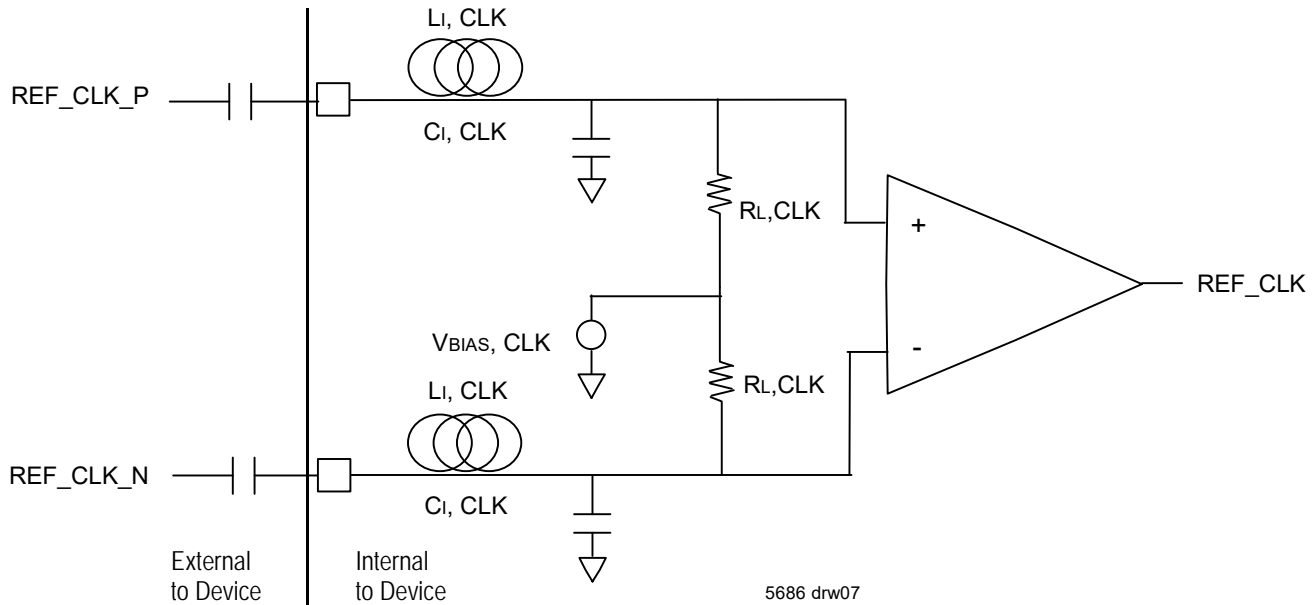 LI, CLK
REF_CLK_P
CI, CLK
RL,CLK
+
REF_CLK
VBIAS, CLK
-
RL,CLK
LI, CLK
REF_CLK_N
CI, CLK
External
to Device
Internal
to Device
5686 drw07